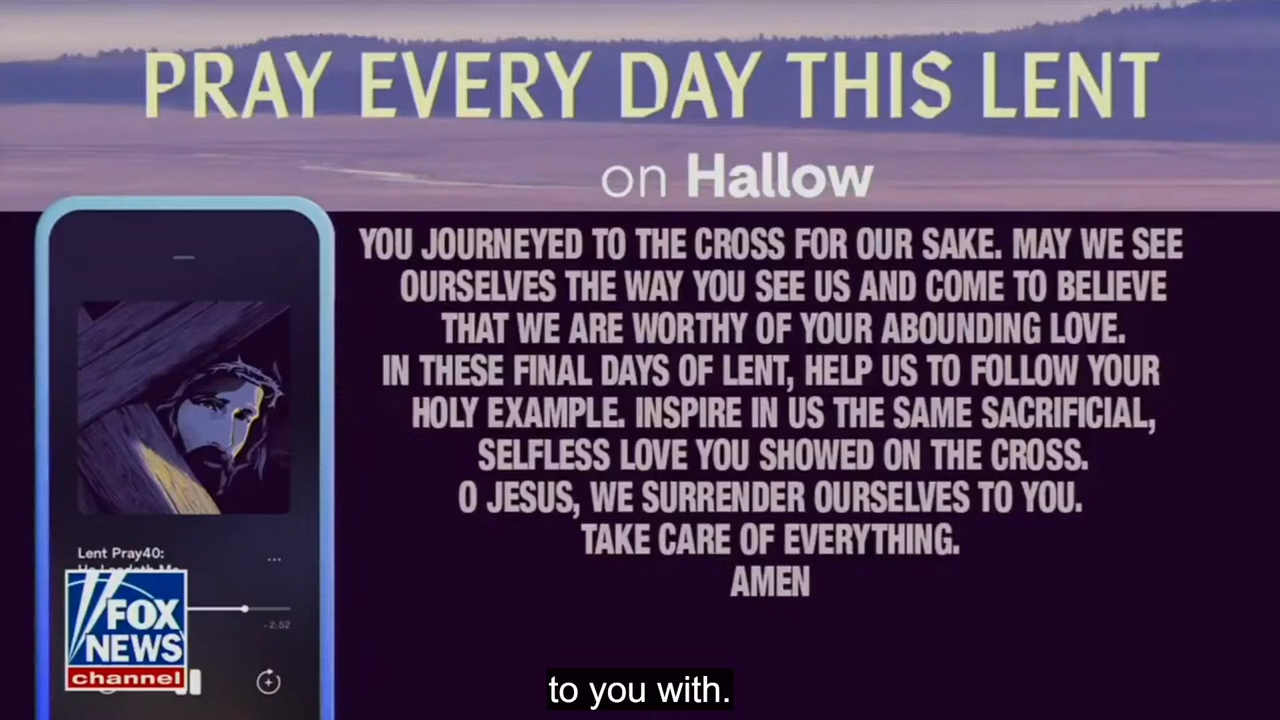 PRAY EVERY DAY THIS LENT
on Hallow
YOU JOURNEYED TO THE CROSS FOR OUR SAKE. MAY WE SEE
OURSELVES THE WAY YOU SEE US AND COME TO BELIEVE
THAT WE ARE WORTHY OF YOUR ABOUNDING LOVE.
IN THESE FINAL DAYS OF LENT, HELP US TO FOLLOW YOUR
HOLY EXAMPLE. INSPIRE IN US THE SAME SACRIFICIAL,
SELFLESS LOVE YOU SHOWED ON THE CROSS.
O JESUS, WE SURRENDER OURSELVES TO YOU.
TAKE CARE OF EVERYTHING.
AMEN
Lent Pray40:
...
He Leadeth Me
-2:52
FOX
NEWS
channel
to you with.